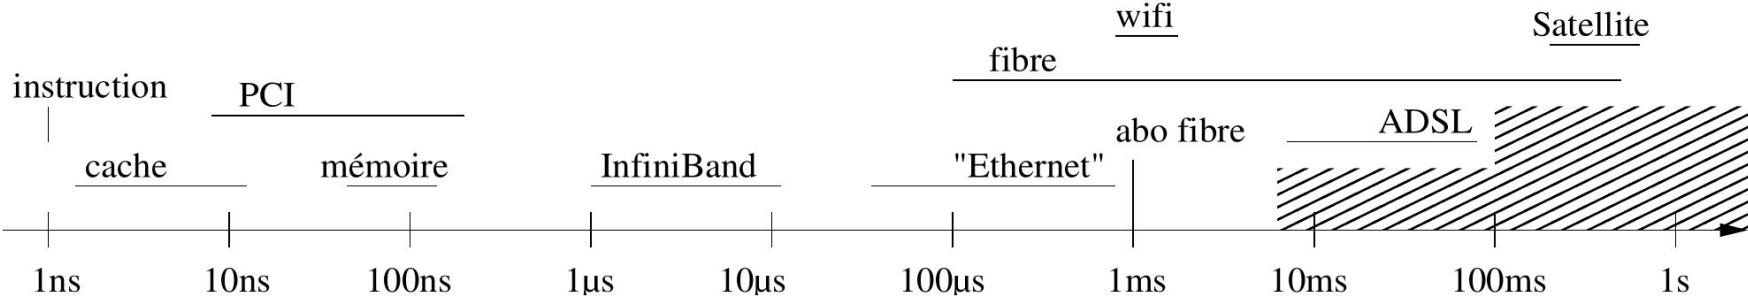 wifi
Satellite
fibre
instruction
PCI
abo fibre
ADSL
cache
mémoire
InfiniBand
"Ethernet"
1ns 10ns 100ns 1µs 10µs 100µs 1ms 10ms 100ms 1s